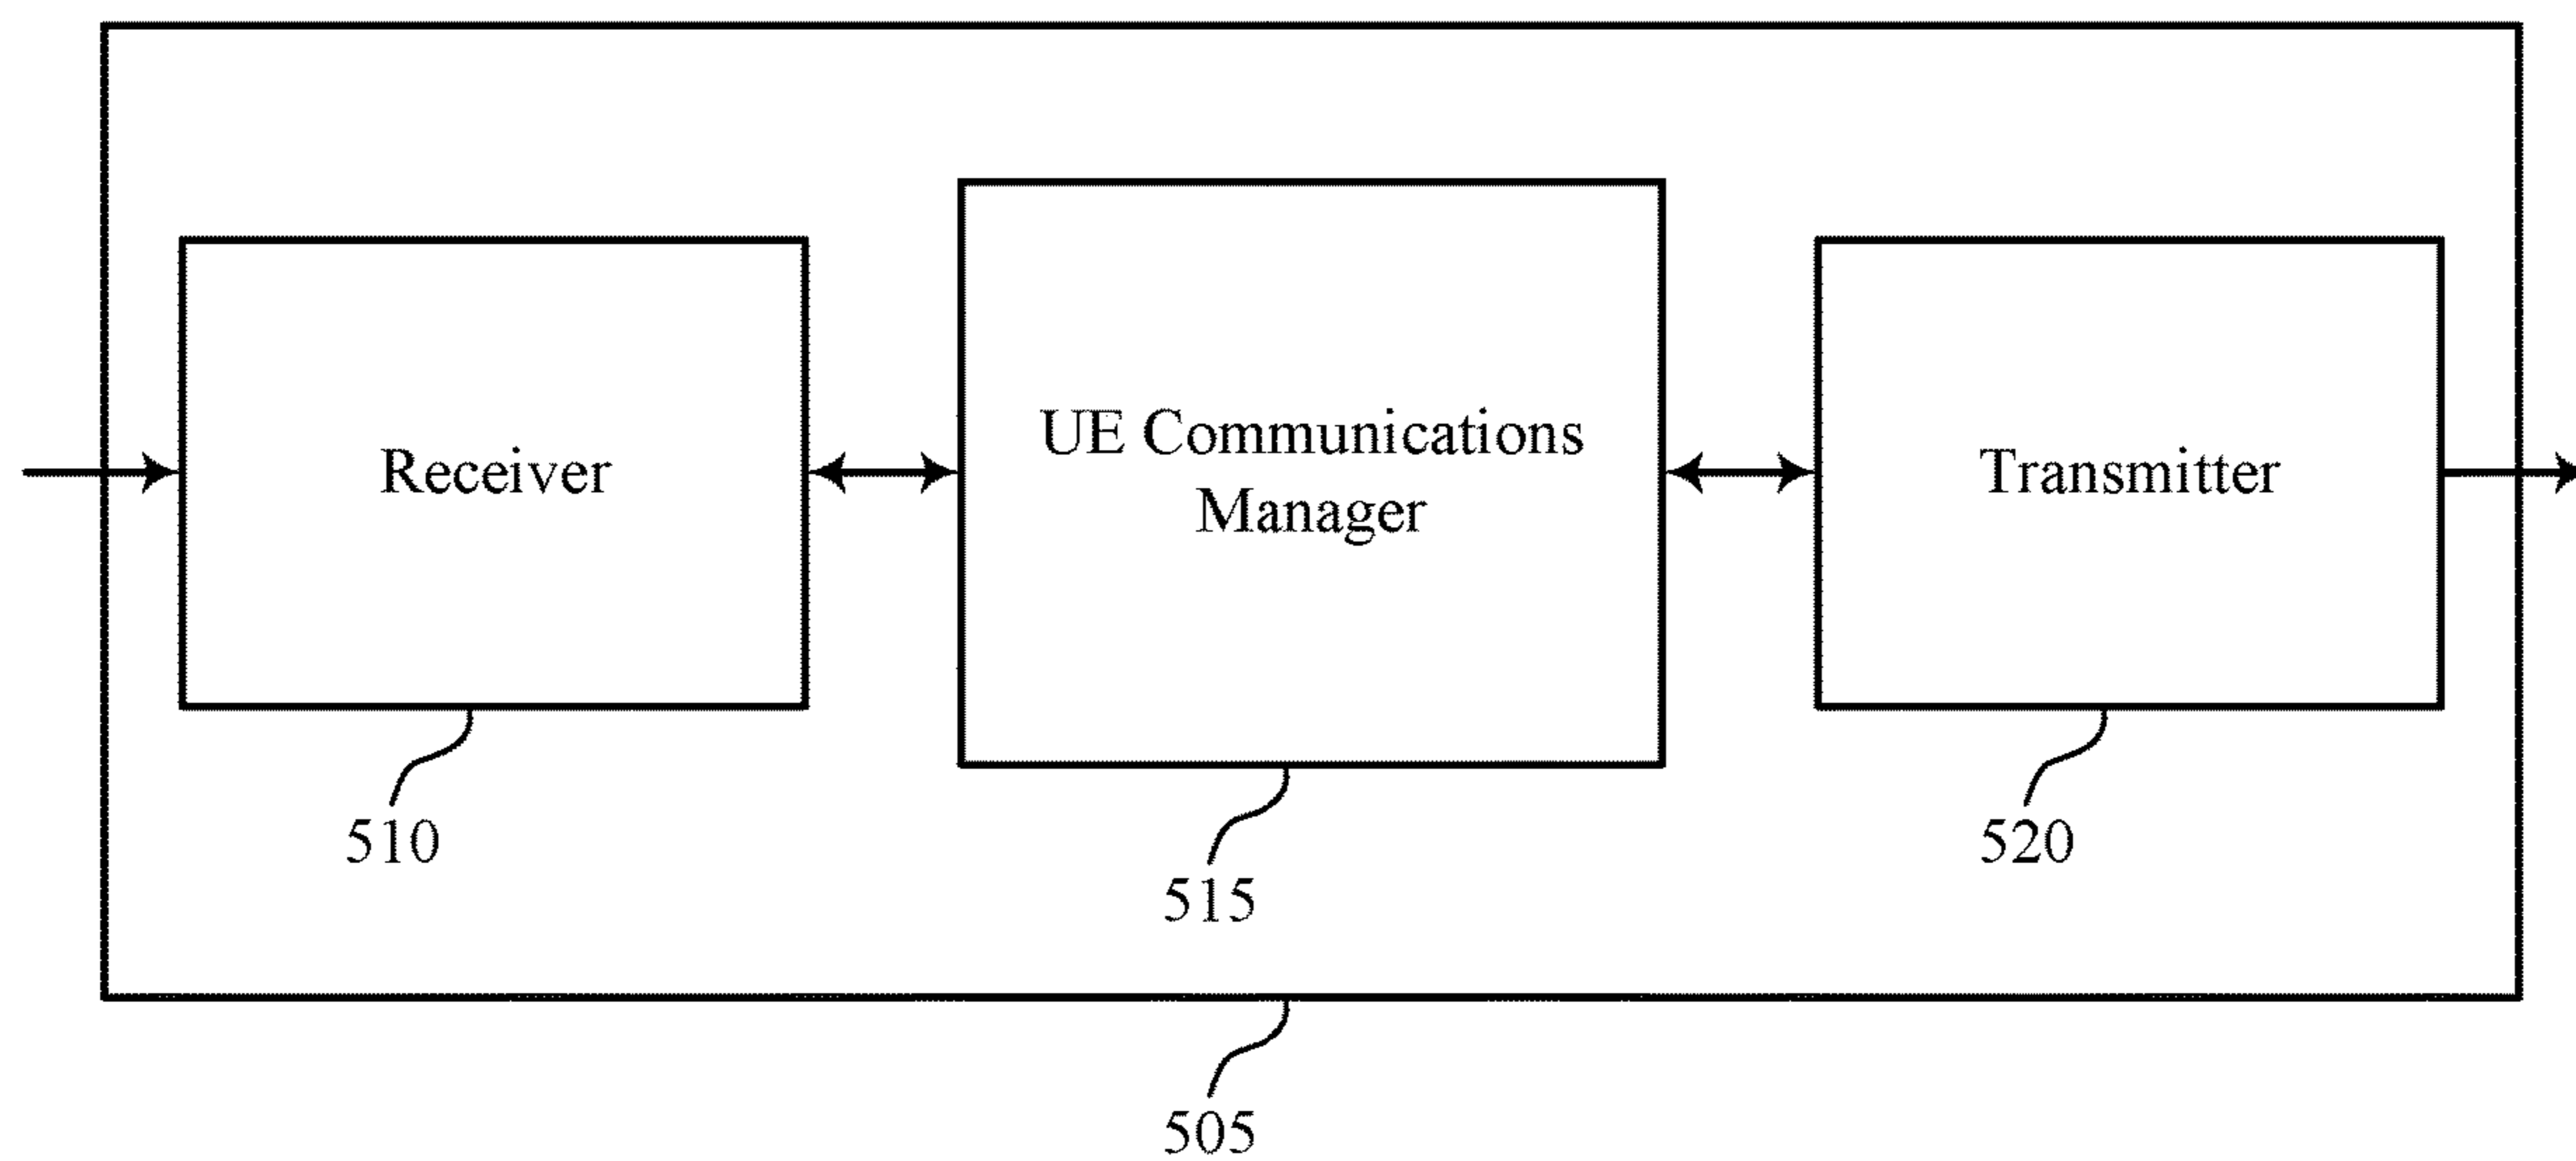 Receiver
UE Communications
Manager
Transmitter
510
515
520
505